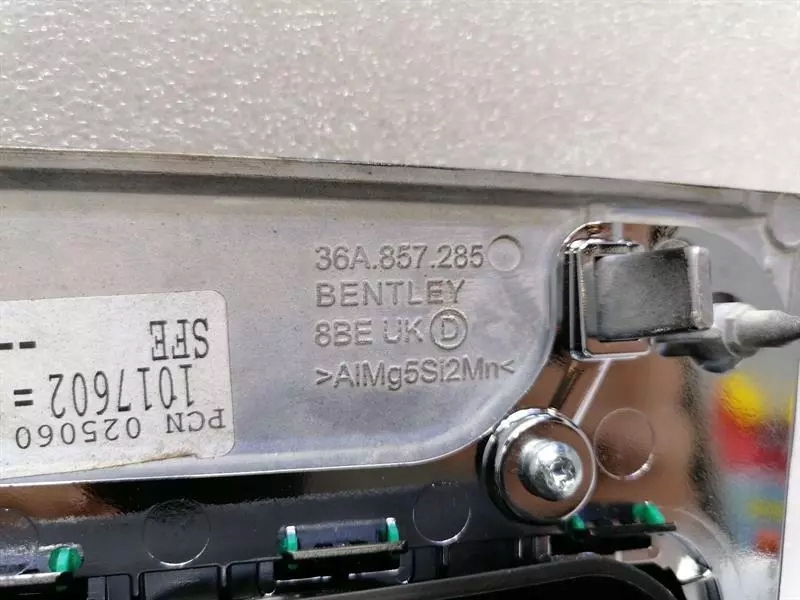 36A.857.285
BENTLEY
8BE UK D
>AlMg5Si2Mn<
PCN 025060
1017602 =
SFE --